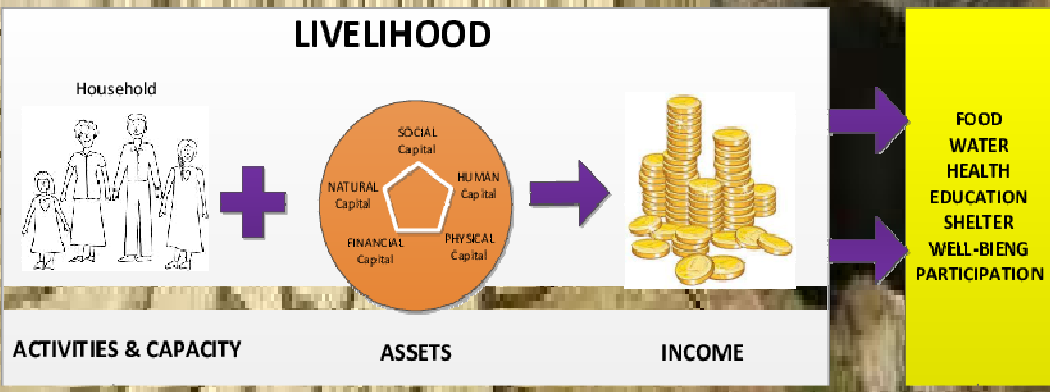 LIVELIHOOD
Household
SOCIAL
Capital
HUMAN
Capital
NATURAL
Capital
FINANCIAL
Capital
PHYSICAL
Capital
FOOD
WATER
HEALTH
EDUCATION
SHELTER
WELL-BIENG
PARTICIPATION
ACTIVITIES & CAPACITY
ASSETS
INCOME